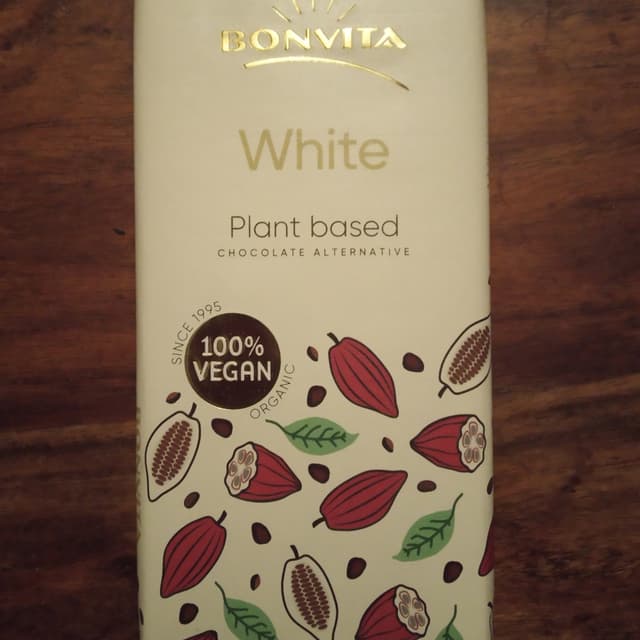 BONVITA
White
Plant based
CHOCOLATE ALTERNATIVE
SINCE 1995
100%
VEGAN
ORGANIC